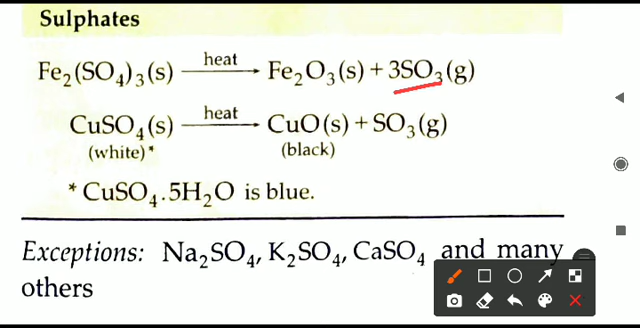 Sulphates
Fe₂(SO₄)₃(s) —heat→ Fe₂O₃(s) + 3SO₃(g)
CuSO₄(s) —heat→ CuO(s) + SO₃(g)
(white)* (black)
* CuSO₄.5H₂O is blue.
Exceptions: Na₂SO₄, K₂SO₄, CaSO₄ and many
others